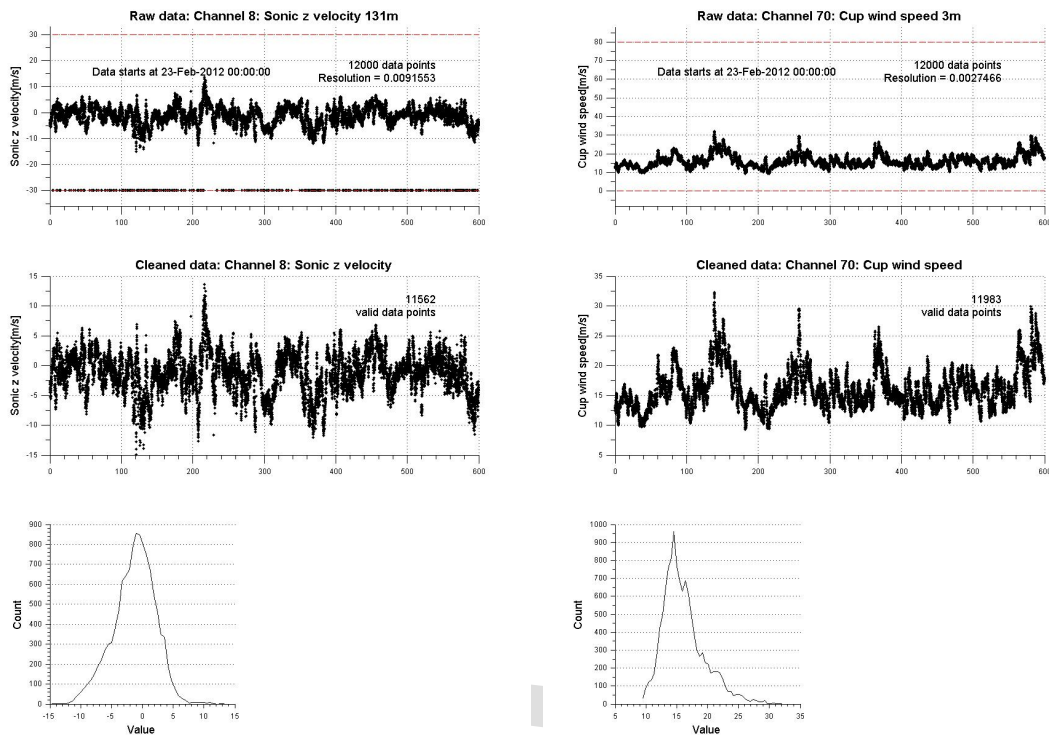 Raw data: Channel 8: Sonic z velocity 131m
Sonic z velocity[m/s]
30
20
10
0
-10
-20
-30
Data starts at 23-Feb-2012 00:00:00
12000 data points
Resolution = 0.0091553
0 100 200 300 400 500 600
Raw data: Channel 70: Cup wind speed 3m
Cup wind speed[m/s]
80
70
60
50
40
30
20
10
0
Data starts at 23-Feb-2012 00:00:00
12000 data points
Resolution = 0.0027466
0 100 200 300 400 500 600
Cleaned data: Channel 8: Sonic z velocity
Sonic z velocity[m/s]
15
10
5
0
-5
-10
-15
11562
valid data points
0 100 200 300 400 500 600
Cleaned data: Channel 70: Cup wind speed
Cup wind speed[m/s]
35
30
25
20
15
10
5
11983
valid data points
0 100 200 300 400 500 600
Count
900
800
700
600
500
400
300
200
100
0
-15 -10 -5 0 5 10 15
Value
Count
1000
900
800
700
600
500
400
300
200
100
0
5 10 15 20 25 30 35
Value